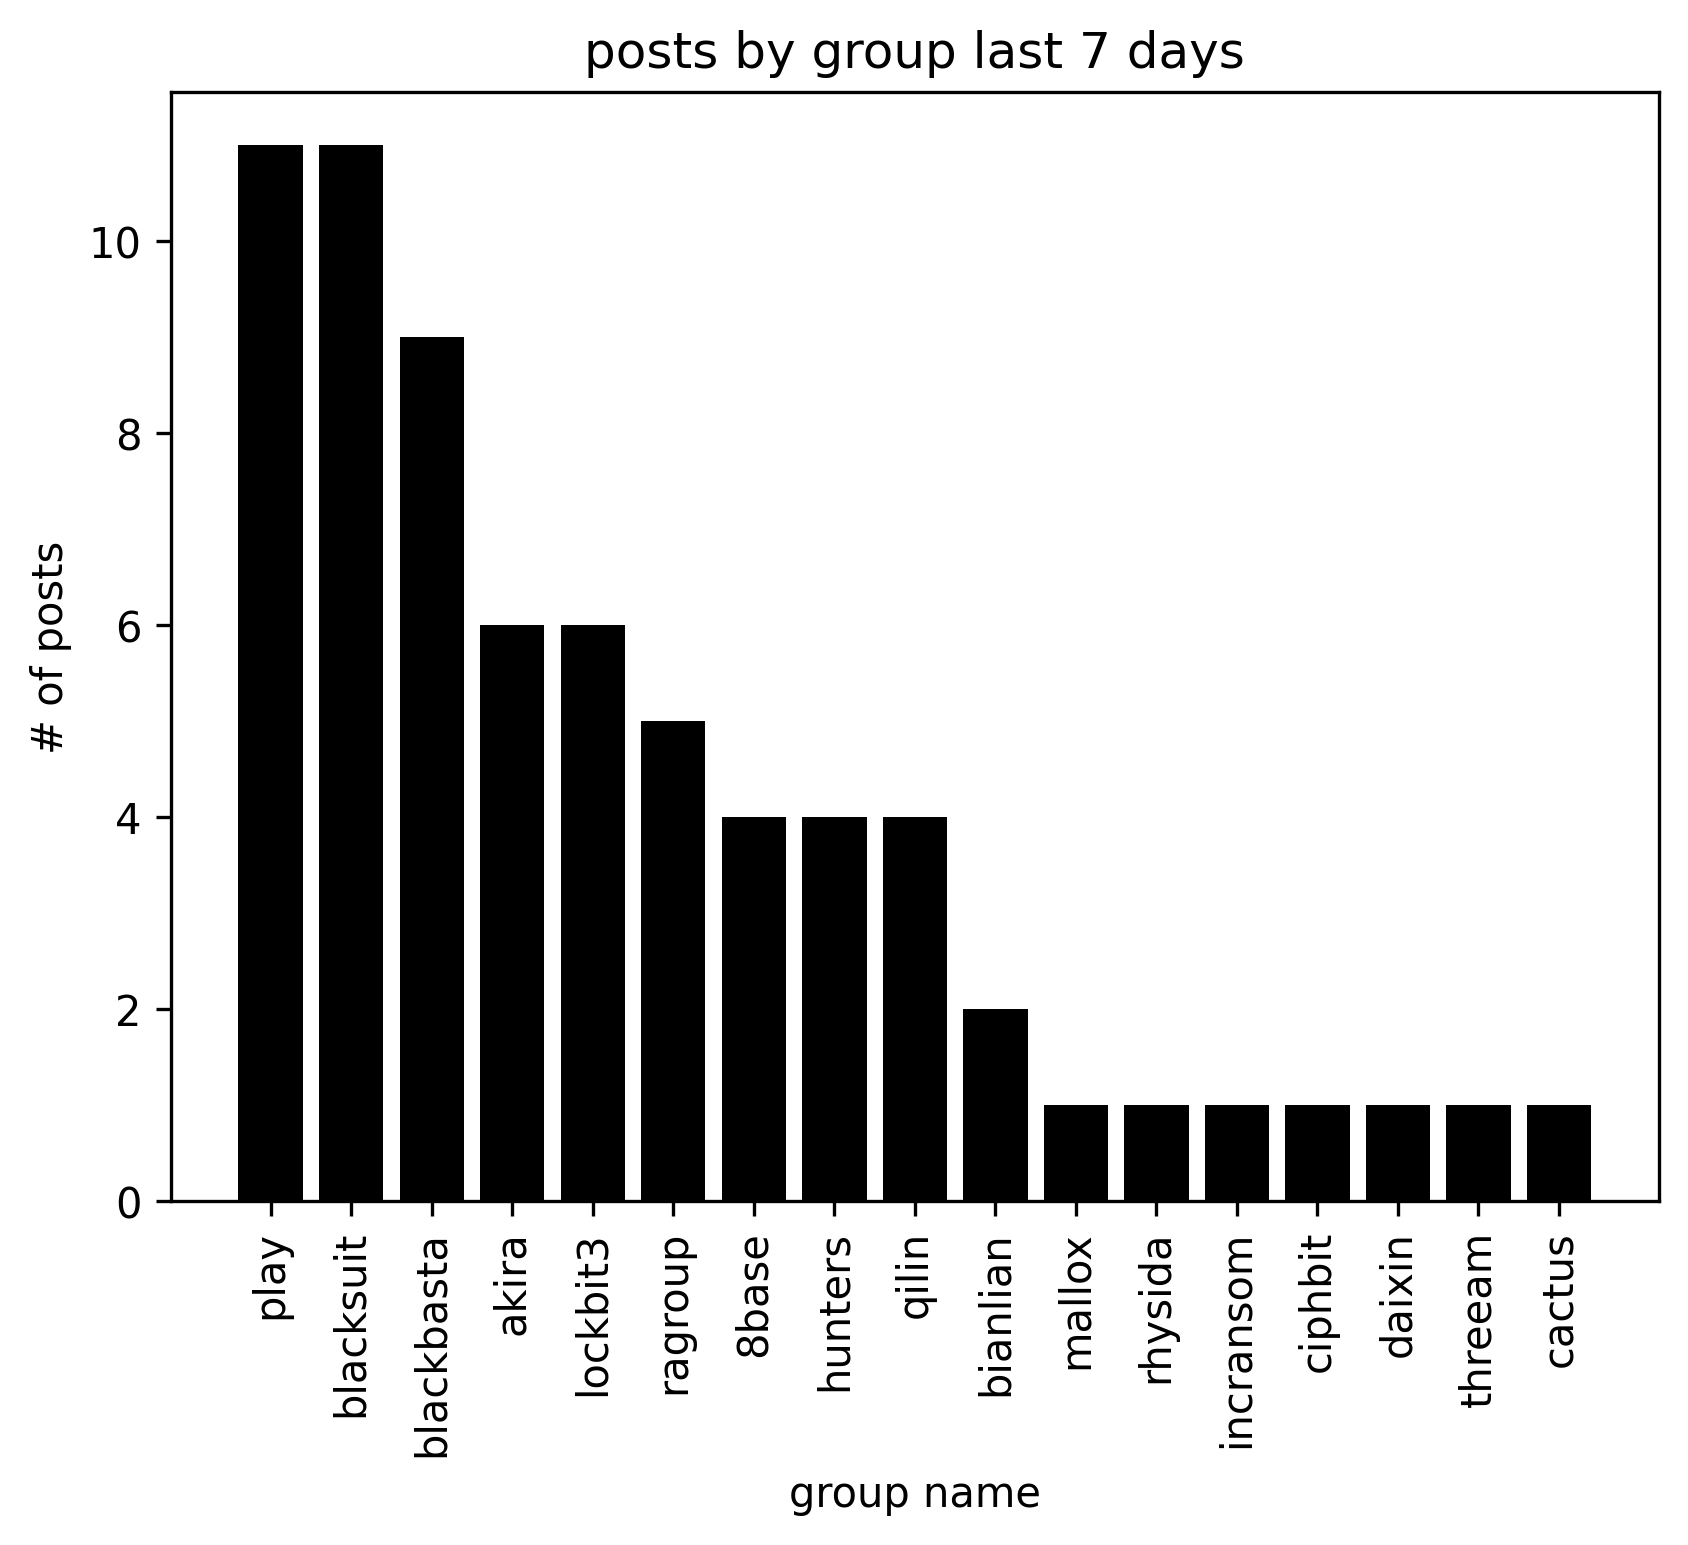 posts by group last 7 days
# of posts
10
8
6
4
2
0
play
blacksuit
blackbasta
akira
lockbit3
ragroup
8base
hunters
qilin
bianlian
mallox
rhysida
incransom
ciphbit
daixin
threeam
cactus
group name